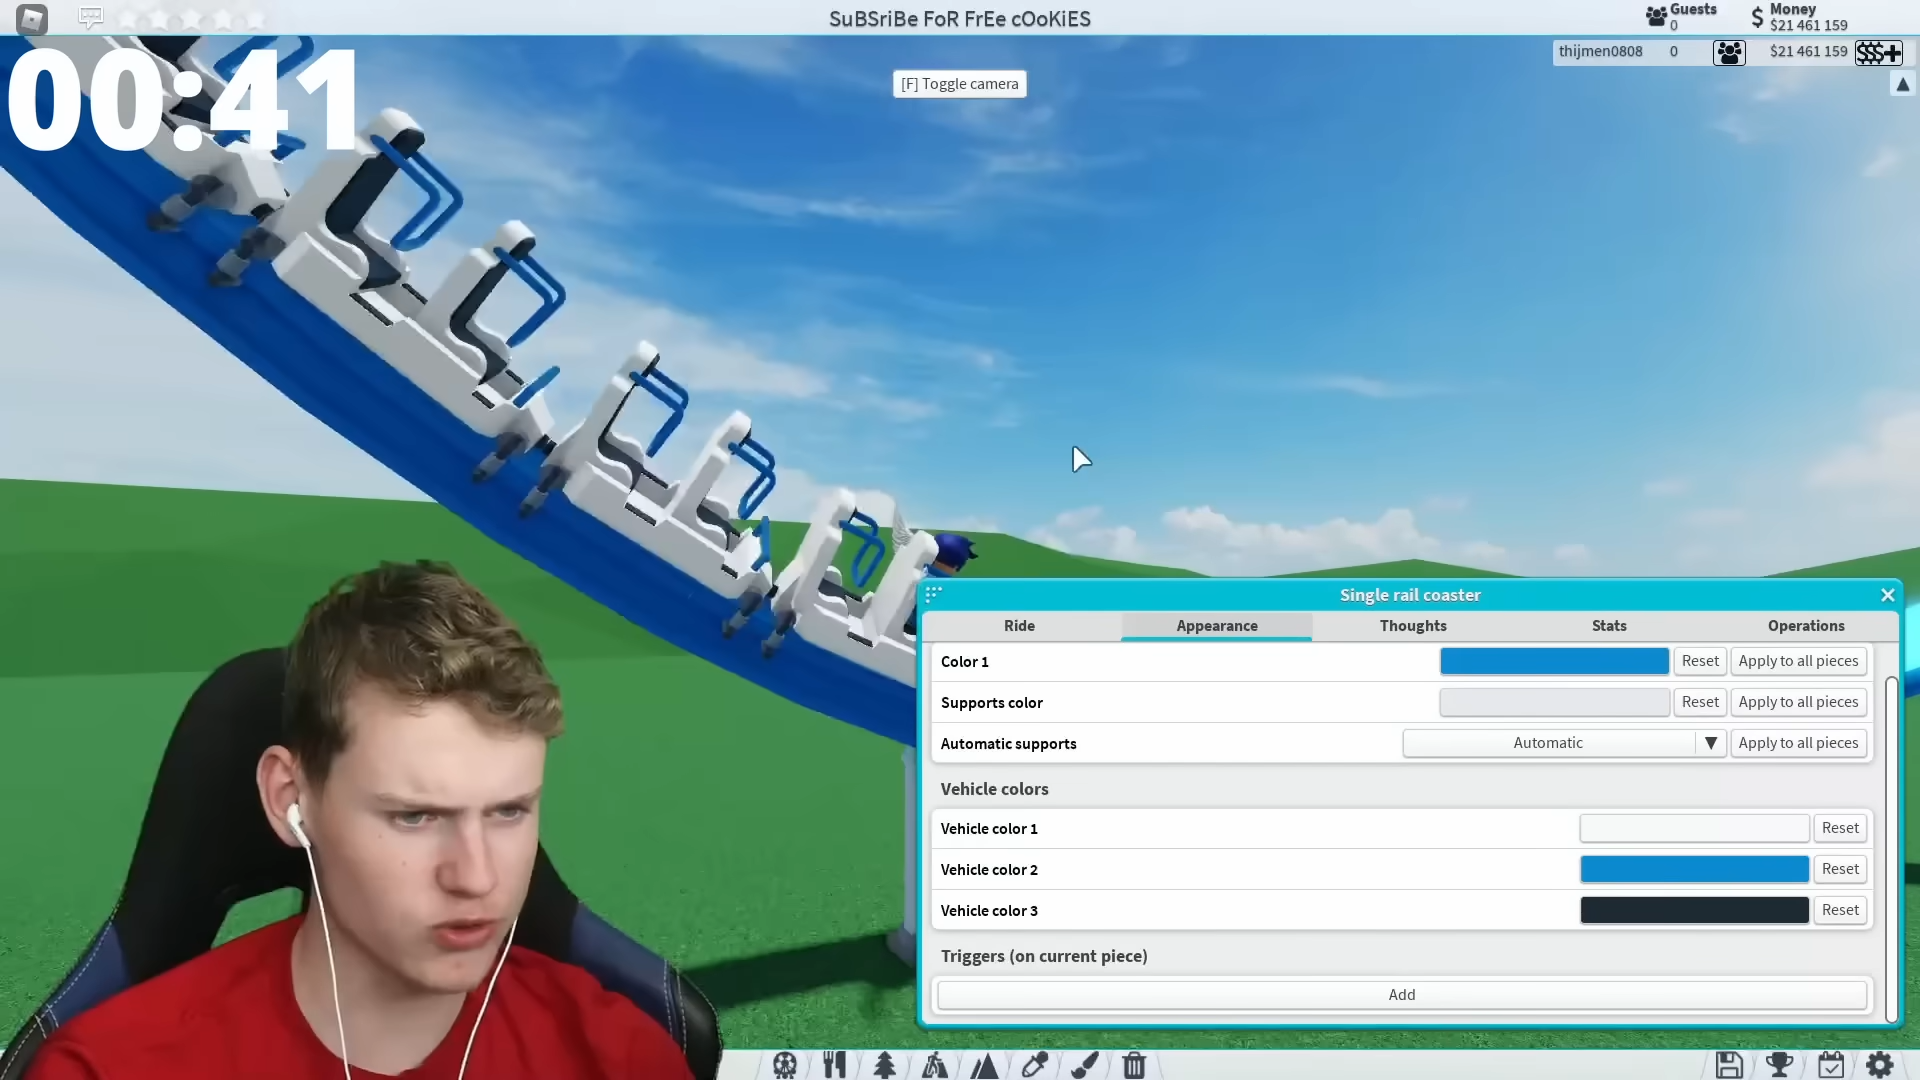 SuBSriBe FoR FrEe cOoKiES
Guests
0
Money
$21 461 159
thijmen0808 0 $21 461 159 $$$+
00:41
[F] Toggle camera
Single rail coaster
Ride Appearance Thoughts Stats Operations
Color 1 Reset Apply to all pieces
Supports color Reset Apply to all pieces
Automatic supports Automatic Apply to all pieces
Vehicle colors
Vehicle color 1 Reset
Vehicle color 2 Reset
Vehicle color 3 Reset
Triggers (on current piece)
Add